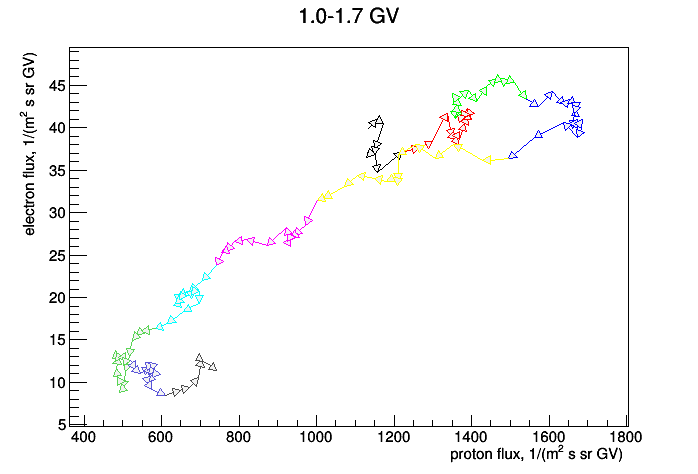 1.0-1.7 GV
electron flux, 1/(m² s sr GV)
45
40
35
30
25
20
15
10
5
400 600 800 1000 1200 1400 1600 1800
proton flux, 1/(m² s sr GV)